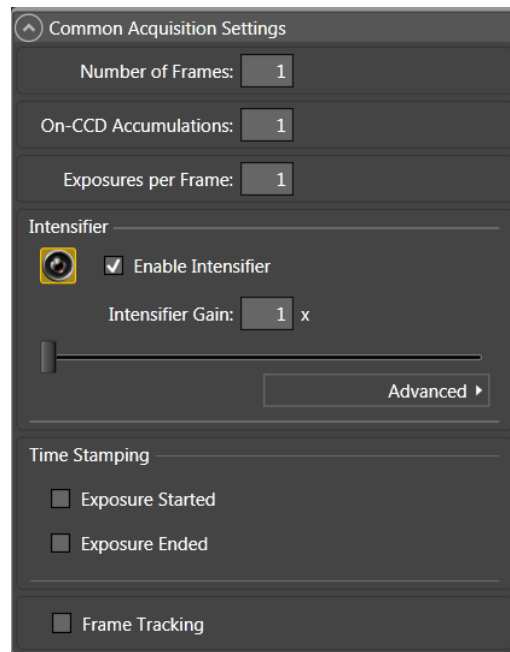 Common Acquisition Settings
Number of Frames: 1
On-CCD Accumulations: 1
Exposures per Frame: 1
Intensifier
Enable Intensifier
Intensifier Gain: 1 x
Advanced
Time Stamping
Exposure Started
Exposure Ended
Frame Tracking